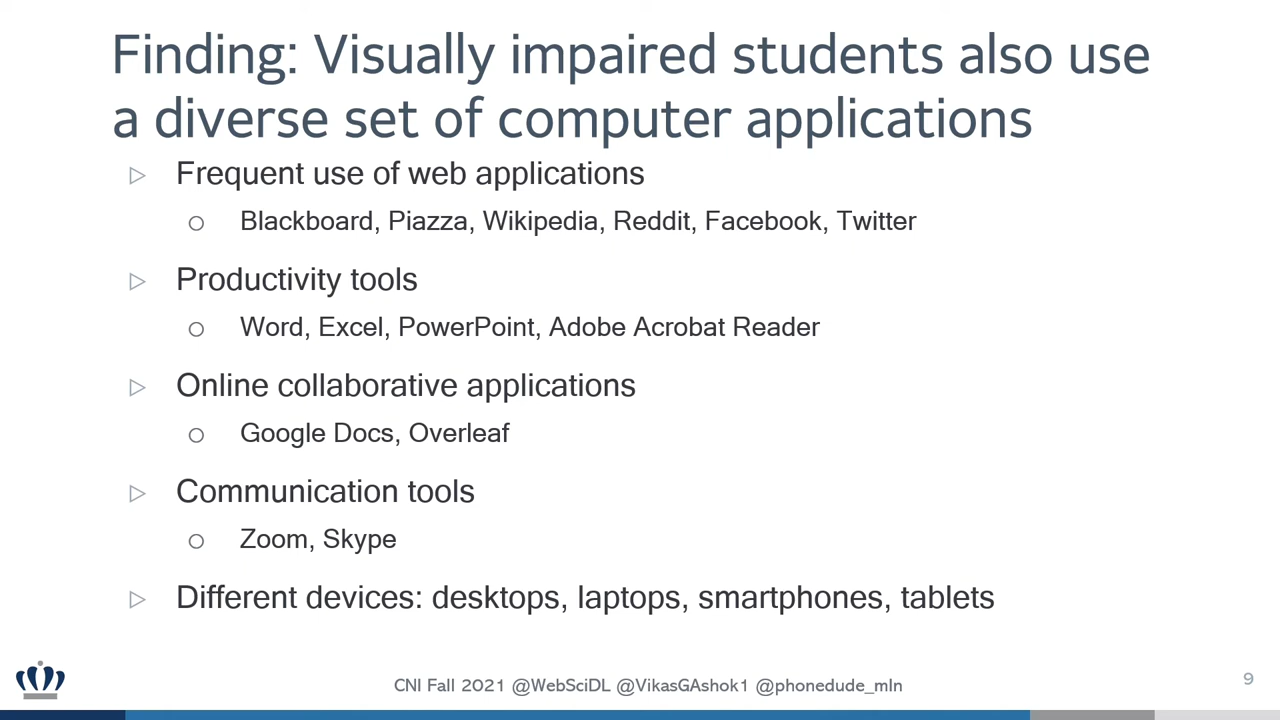 Finding: Visually impaired students also use
a diverse set of computer applications
Frequent use of web applications
Blackboard, Piazza, Wikipedia, Reddit, Facebook, Twitter
Productivity tools
Word, Excel, PowerPoint, Adobe Acrobat Reader
Online collaborative applications
Google Docs, Overleaf
Communication tools
Zoom, Skype
Different devices: desktops, laptops, smartphones, tablets
CNI Fall 2021 @WebSciDL @VikasGAshok1 @phonedude_mln
9